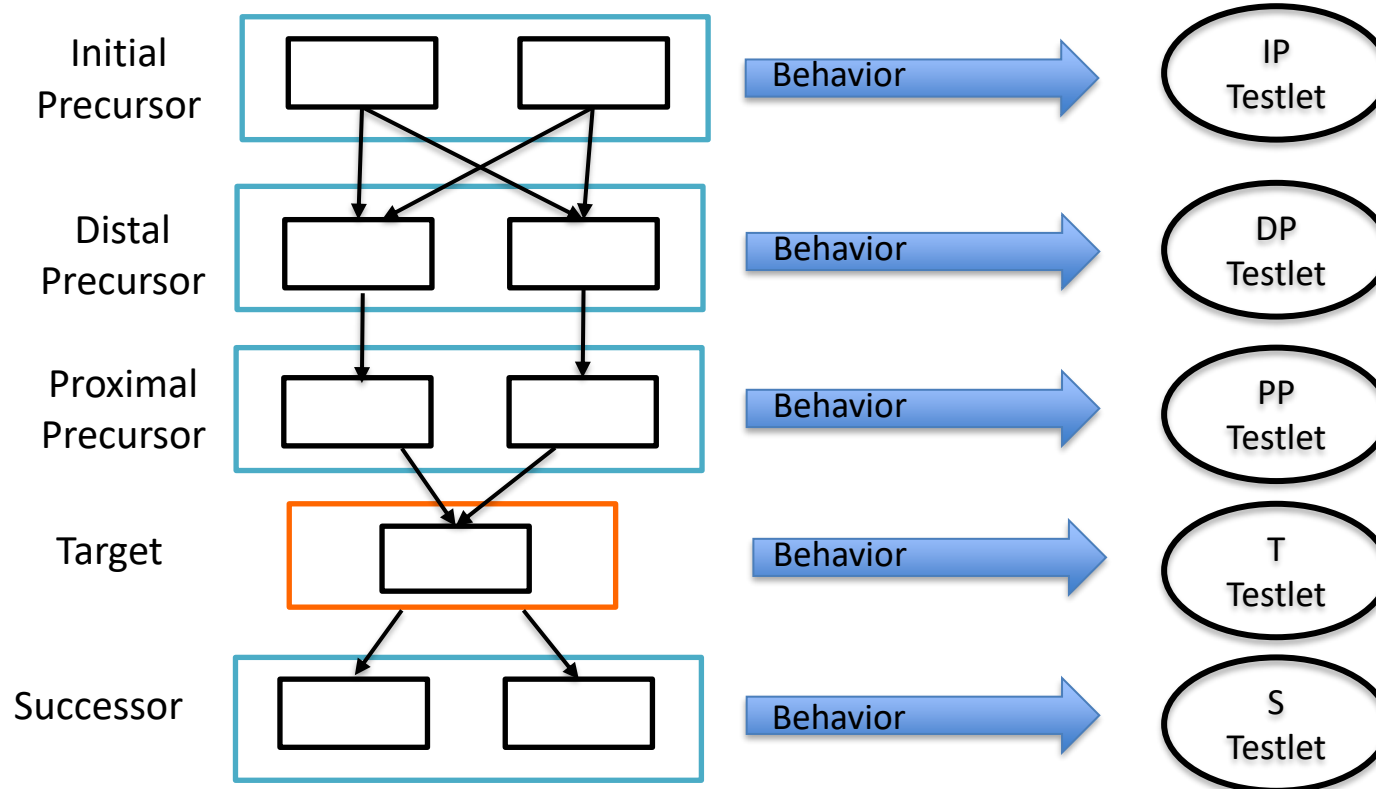 Initial
Precursor
Behavior
IP
Testlet
Distal
Precursor
Behavior
DP
Testlet
Proximal
Precursor
Behavior
PP
Testlet
Target
Behavior
T
Testlet
Successor
Behavior
S
Testlet